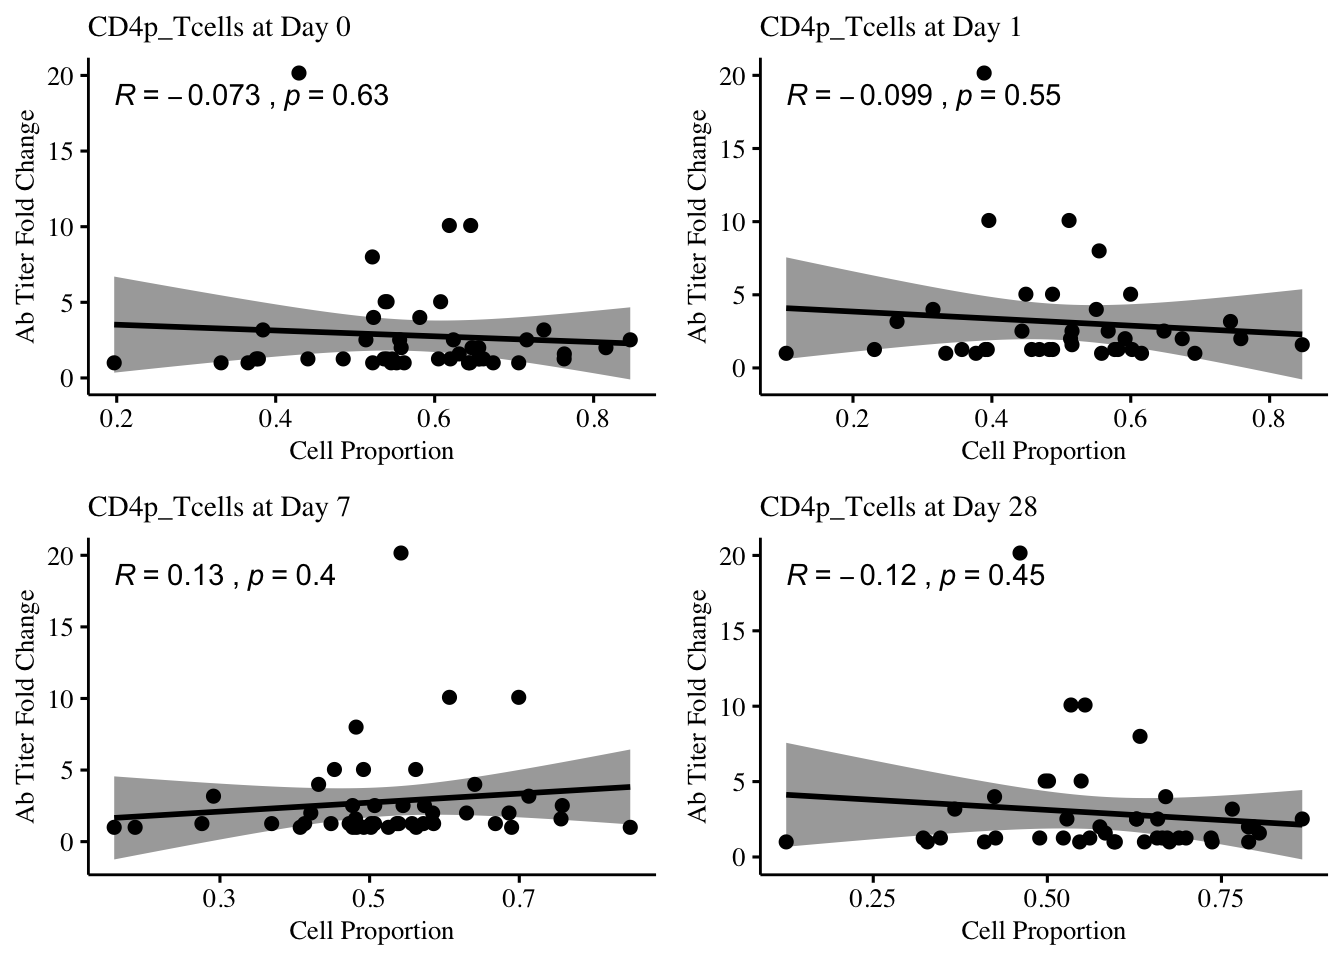 CD4p_Tcells at Day 0
R = −0.073 , p = 0.63
Ab Titer Fold Change
20
15
10
5
0
0.2 0.4 0.6 0.8
Cell Proportion
CD4p_Tcells at Day 1
R = −0.099 , p = 0.55
Ab Titer Fold Change
20
15
10
5
0
0.2 0.4 0.6 0.8
Cell Proportion
CD4p_Tcells at Day 7
R = 0.13 , p = 0.4
Ab Titer Fold Change
20
15
10
5
0
0.3 0.5 0.7
Cell Proportion
CD4p_Tcells at Day 28
R = −0.12 , p = 0.45
Ab Titer Fold Change
20
15
10
5
0
0.25 0.50 0.75
Cell Proportion